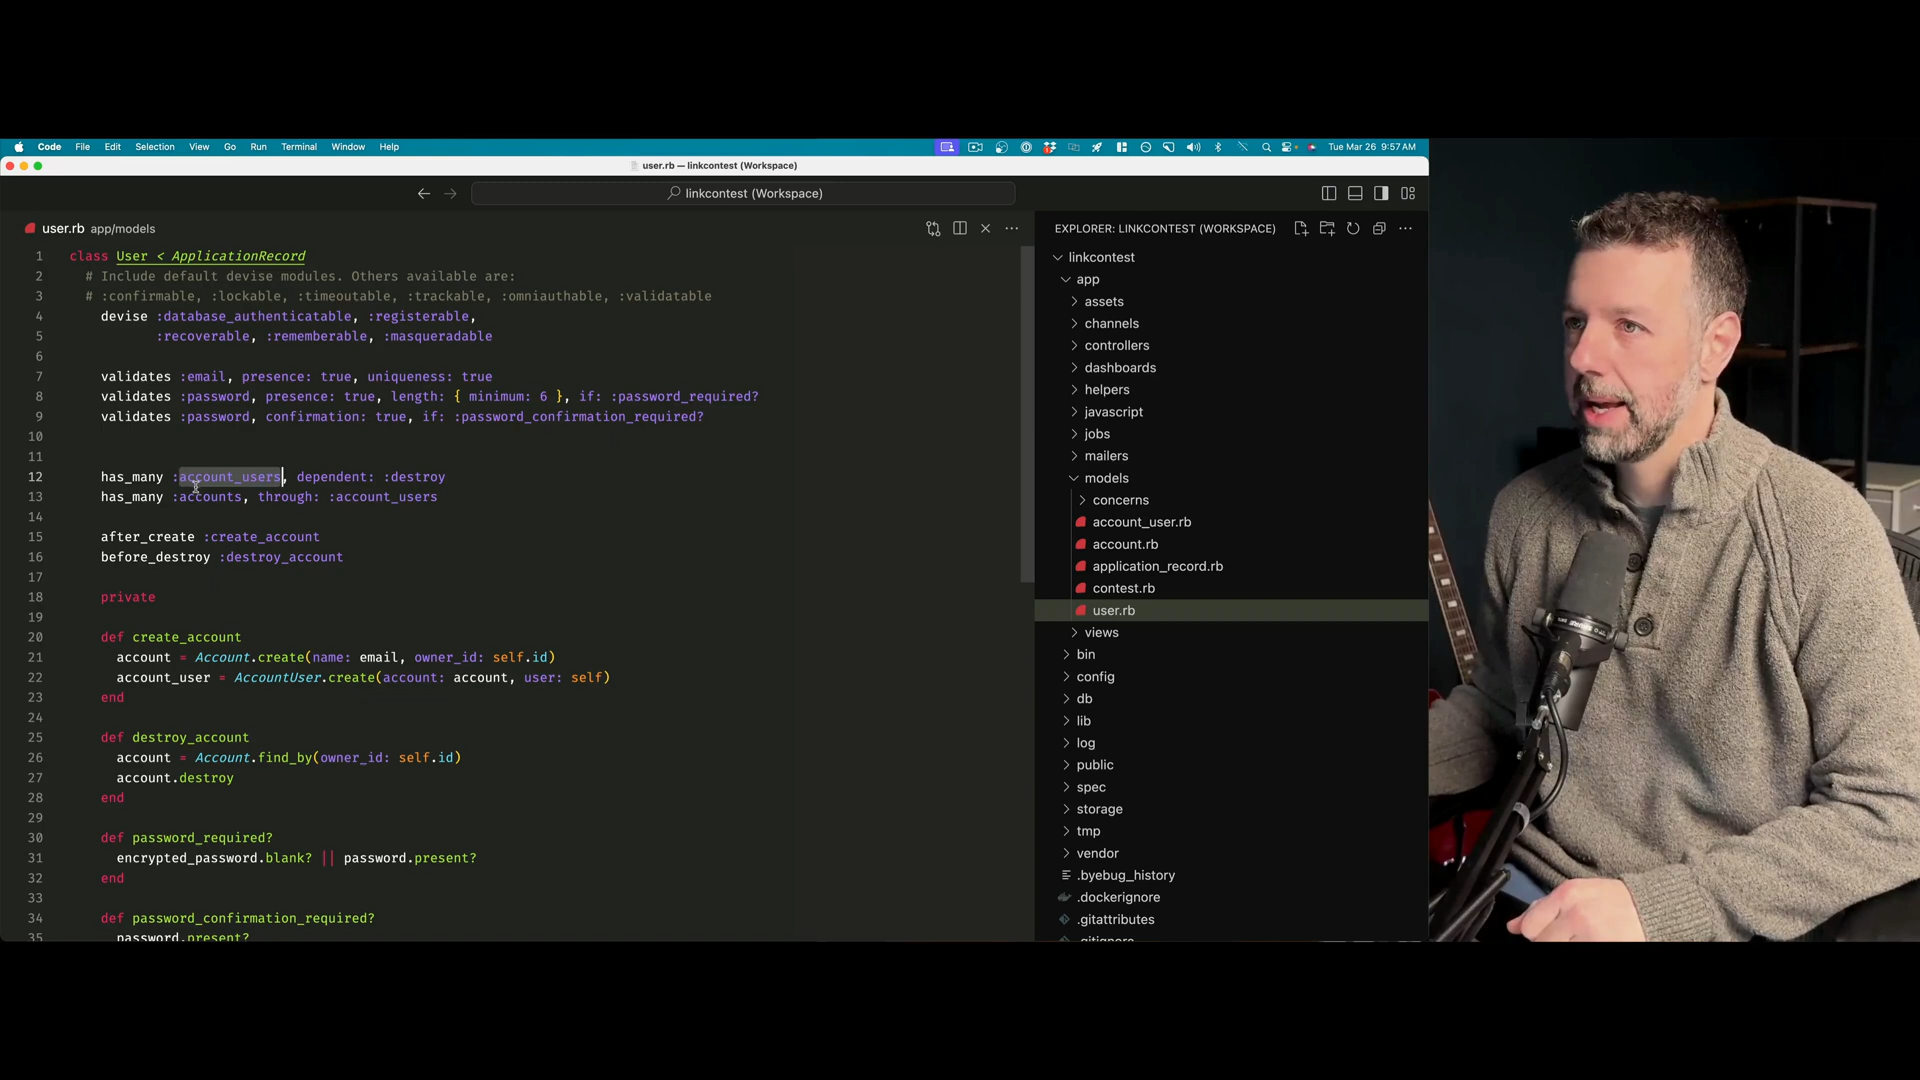 Code File Edit Selection View Go Run Terminal Window Help Tue Mar 26 9:57 AM
user.rb — linkcontest (Workspace)
linkcontest (Workspace)
user.rb app/models
1 class User < ApplicationRecord
2 # Include default devise modules. Others available are:
3 # :confirmable, :lockable, :timeoutable, :trackable, :omniauthable, :validatable
4 devise :database_authenticatable, :registerable,
5 :recoverable, :rememberable, :masqueradable
6
7 validates :email, presence: true, uniqueness: true
8 validates :password, presence: true, length: { minimum: 6 }, if: :password_required?
9 validates :password, confirmation: true, if: :password_confirmation_required?
10
11
12 has_many :account_users, dependent: :destroy
13 has_many :accounts, through: :account_users
14
15 after_create :create_account
16 before_destroy :destroy_account
17
18 private
19
20 def create_account
21 account = Account.create(name: email, owner_id: self.id)
22 account_user = AccountUser.create(account: account, user: self)
23 end
24
25 def destroy_account
26 account = Account.find_by(owner_id: self.id)
27 account.destroy
28 end
29
30 def password_required?
31 encrypted_password.blank? || password.present?
32 end
33
34 def password_confirmation_required?
35 password.present?
EXPLORER: LINKCONTEST (WORKSPACE)
linkcontest
app
assets
channels
controllers
dashboards
helpers
javascript
jobs
mailers
models
concerns
account_user.rb
account.rb
application_record.rb
contest.rb
user.rb
views
bin
config
db
lib
log
public
spec
storage
tmp
vendor
.byebug_history
.dockerignore
.gitattributes
.gitignore